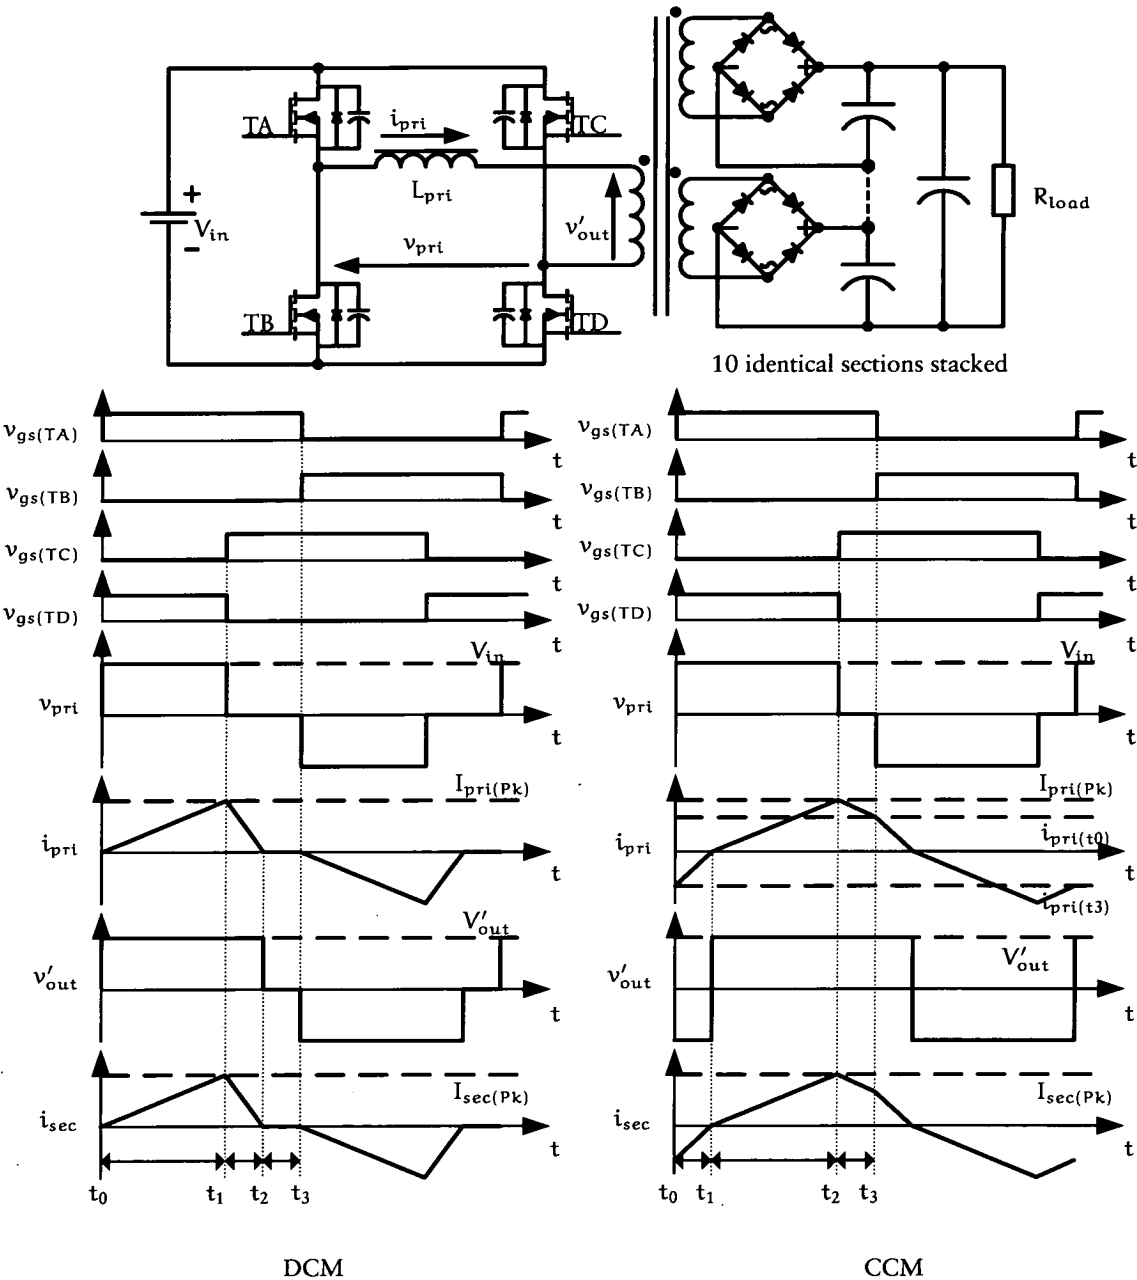 TA
i_pri
TC
L_pri
+
V_in
−
v_pri
v′_out
R_load
TB
TD
10 identical sections stacked
v_gs(TA)
t
v_gs(TB)
t
v_gs(TC)
t
v_gs(TD)
t
V_in
v_pri
t
I_pri(Pk)
i_pri
t
V′_out
v′_out
t
I_sec(Pk)
i_sec
t
t_0 t_1 t_2 t_3
DCM
v_gs(TA)
t
v_gs(TB)
t
v_gs(TC)
t
v_gs(TD)
t
V_in
v_pri
t
I_pri(Pk)
i_pri
i_pri(t0)
t
i_pri(t3)
V′_out
v′_out
t
I_sec(Pk)
i_sec
t
t_0 t_1 t_2 t_3
CCM